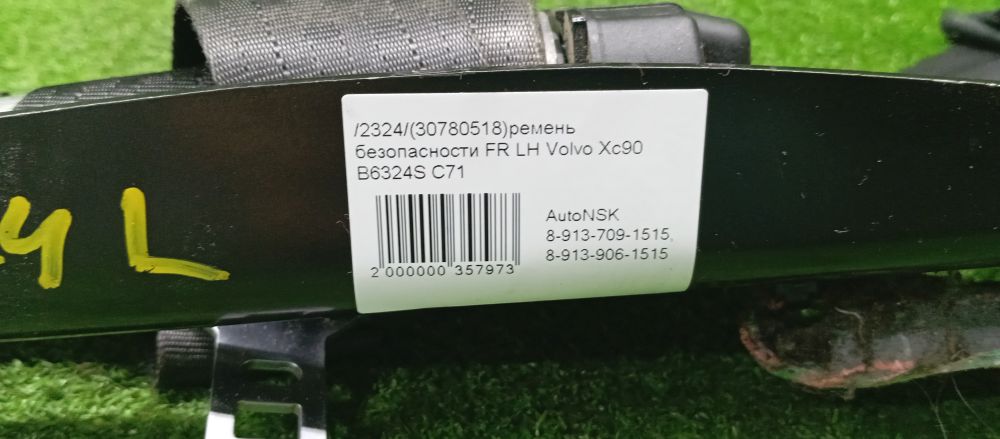 /2324/(30780518)ремень
безопасности FR LH Volvo Xc90
B6324S C71
AutoNSK
8-913-709-1515,
8-913-906-1515
2 000000 357973
4 L